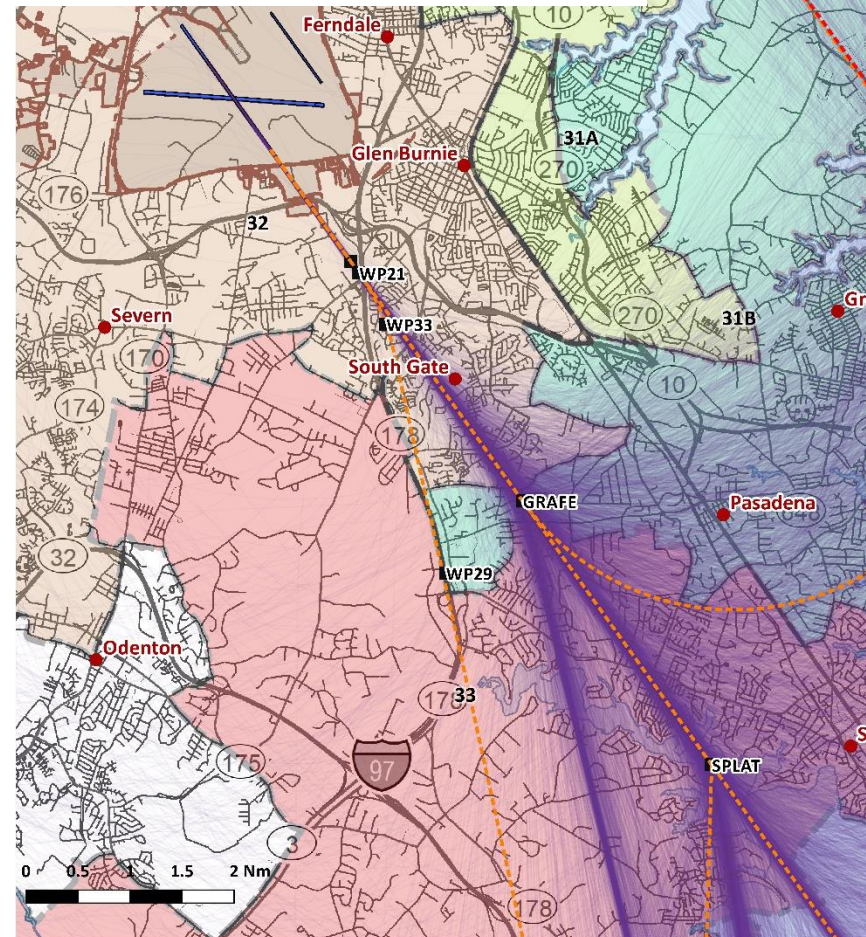 10
Ferndale
31A
Glen Burnie
270
176
32
WP21
Severn
WP33
270
31B
Gr
170
South Gate
10
174
178
GRAFE
Pasadena
32
WP29
Odenton
178
33
S
175
97
SPLAT
3
0 0.5 1 1.5 2 Nm
178